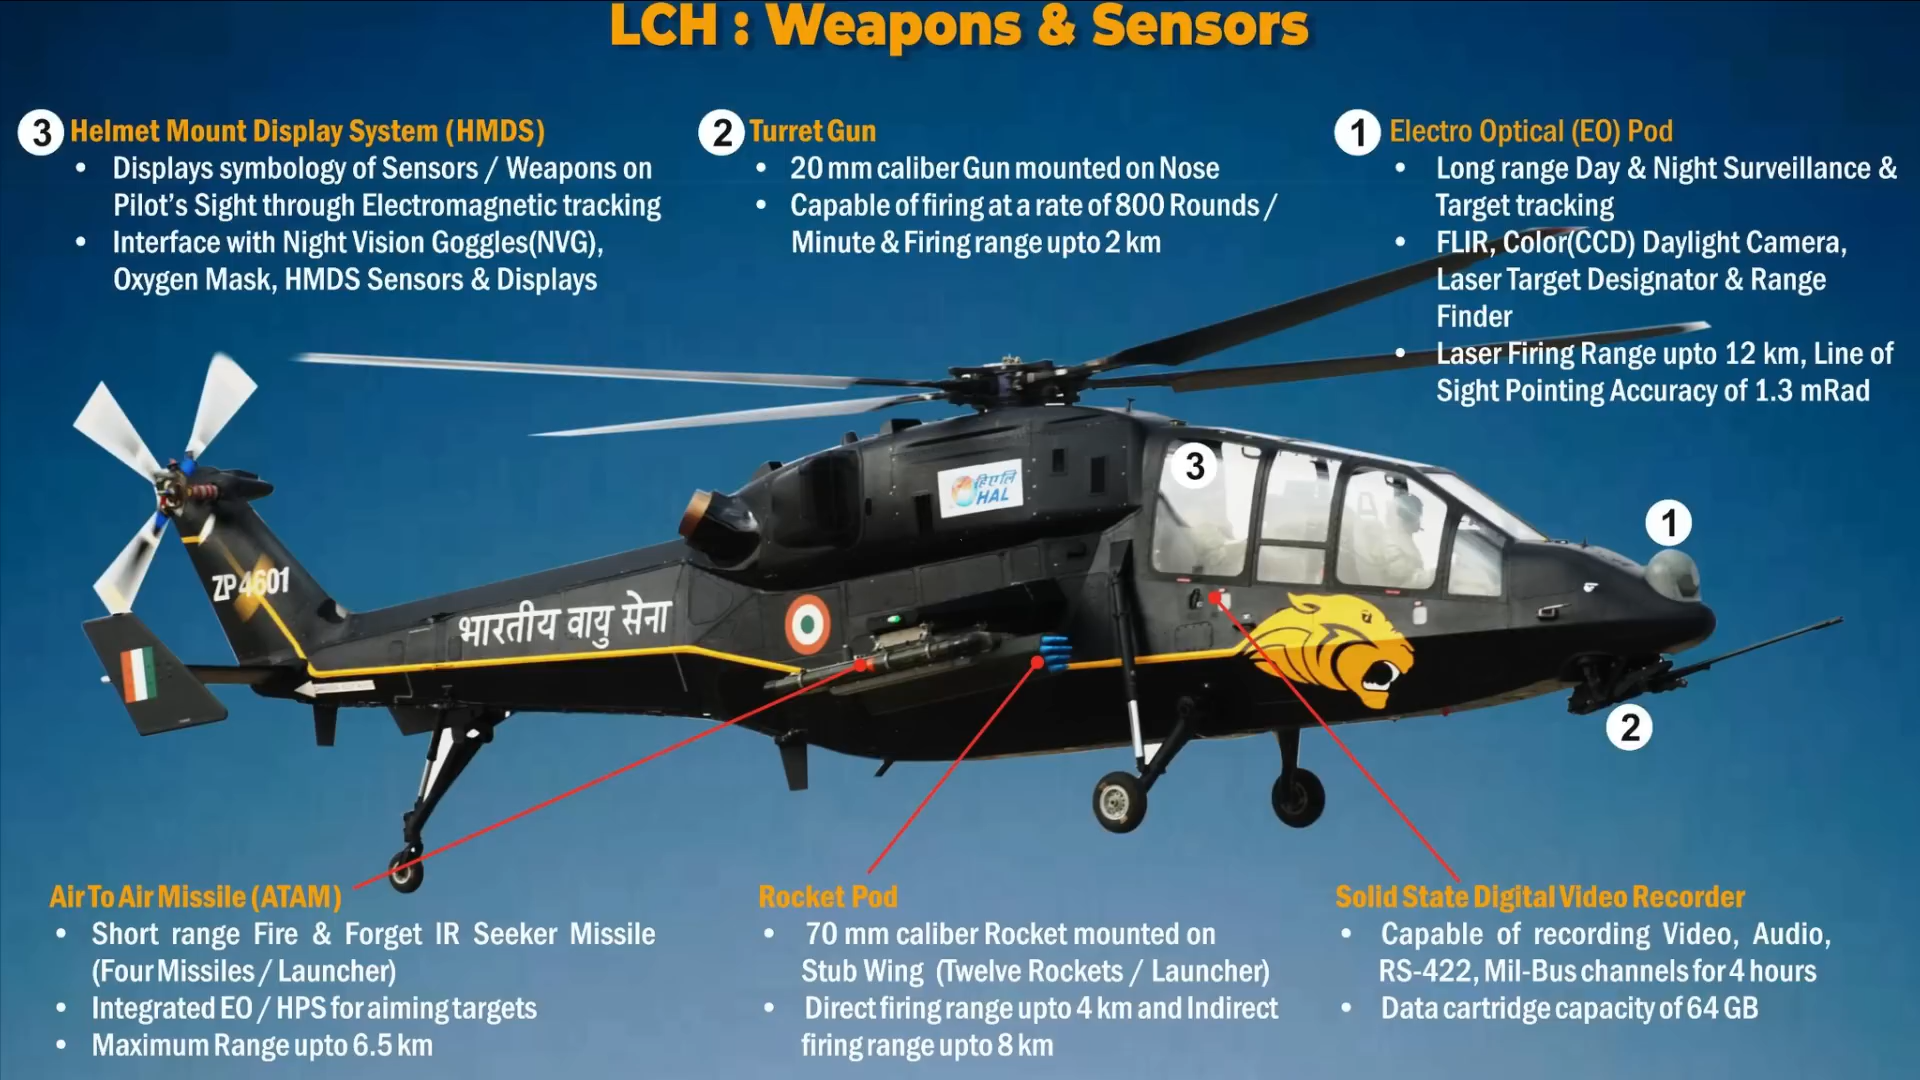 LCH : Weapons & Sensors
3 Helmet Mount Display System (HMDS)
• Displays symbology of Sensors / Weapons on
Pilot's Sight through Electromagnetic tracking
• Interface with Night Vision Goggles(NVG),
Oxygen Mask, HMDS Sensors & Displays
2 Turret Gun
• 20 mm caliber Gun mounted on Nose
• Capable of firing at a rate of 800 Rounds /
Minute & Firing range upto 2 km
1 Electro Optical (EO) Pod
• Long range Day & Night Surveillance &
Target tracking
• FLIR, Color(CCD) Daylight Camera,
Laser Target Designator & Range
Finder
• Laser Firing Range upto 12 km, Line of
Sight Pointing Accuracy of 1.3 mRad
3
1
2
हिएलि
HAL
ZP4601
भारतीय वायु सेना
Air To Air Missile (ATAM)
• Short range Fire & Forget IR Seeker Missile
(Four Missiles / Launcher)
• Integrated EO / HPS for aiming targets
• Maximum Range upto 6.5 km
Rocket Pod
• 70 mm caliber Rocket mounted on
Stub Wing (Twelve Rockets / Launcher)
• Direct firing range upto 4 km and Indirect
firing range upto 8 km
Solid State Digital Video Recorder
• Capable of recording Video, Audio,
RS-422, Mil-Bus channels for 4 hours
• Data cartridge capacity of 64 GB